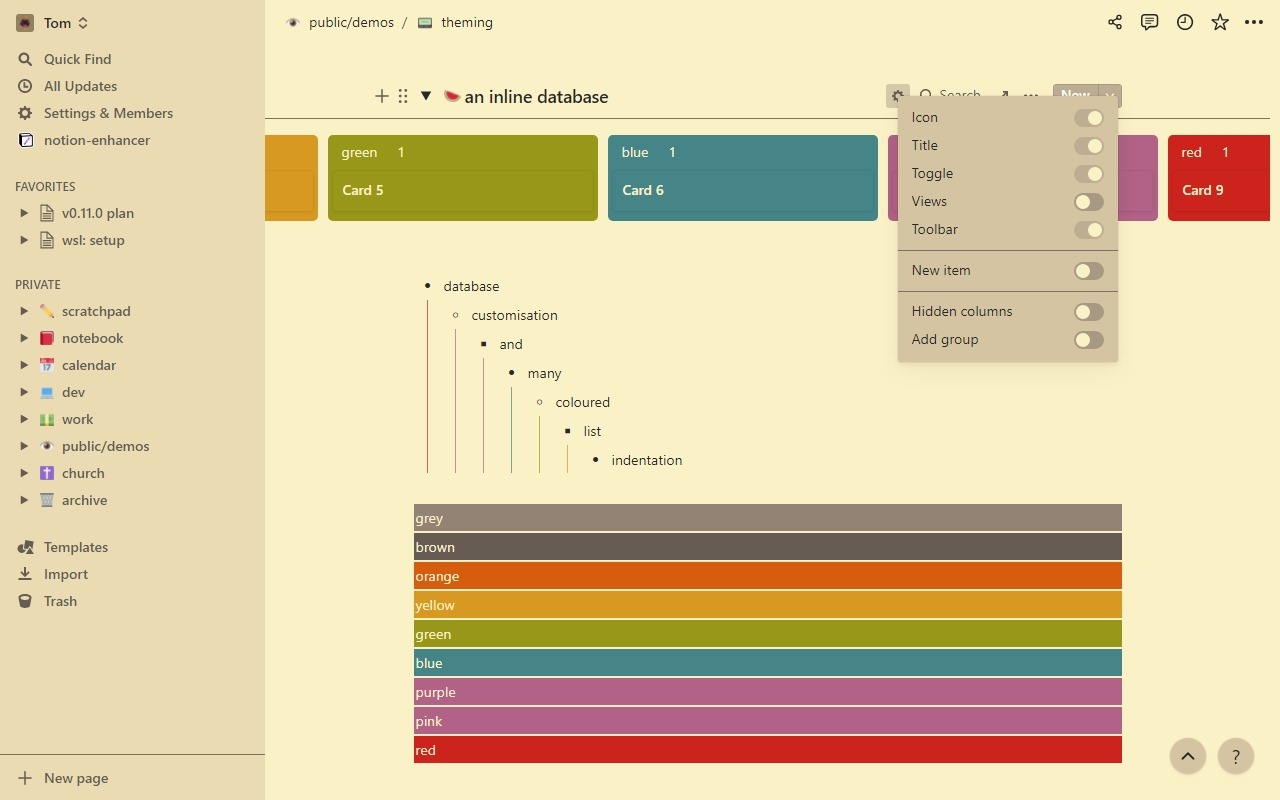 Tom
Quick Find
All Updates
Settings & Members
notion-enhancer
FAVORITES
v0.11.0 plan
wsl: setup
PRIVATE
scratchpad
notebook
calendar
dev
work
public/demos
church
archive
Templates
Import
Trash
New page
public/demos / theming
an inline database
Search
New
green 1
Card 5
blue 1
Card 6
red 1
Card 9
Icon
Title
Toggle
Views
Toolbar
New item
Hidden columns
Add group
database
customisation
and
many
coloured
list
indentation
grey
brown
orange
yellow
green
blue
purple
pink
red
?